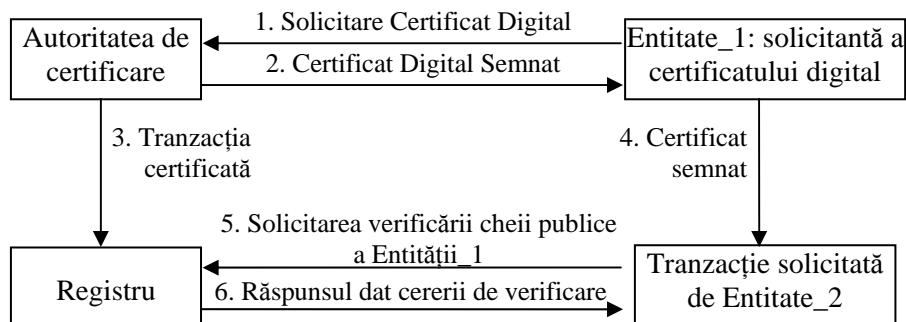 1. Solicitare Certificat Digital
Autoritatea de
certificare
Entitate_1: solicitantă a
certificatului digital
2. Certificat Digital Semnat
3. Tranzacția
certificată
4. Certificat
semnat
5. Solicitarea verificării cheii publice
a Entității_1
Registru
Tranzacție solicitată
de Entitate_2
6. Răspunsul dat cererii de verificare